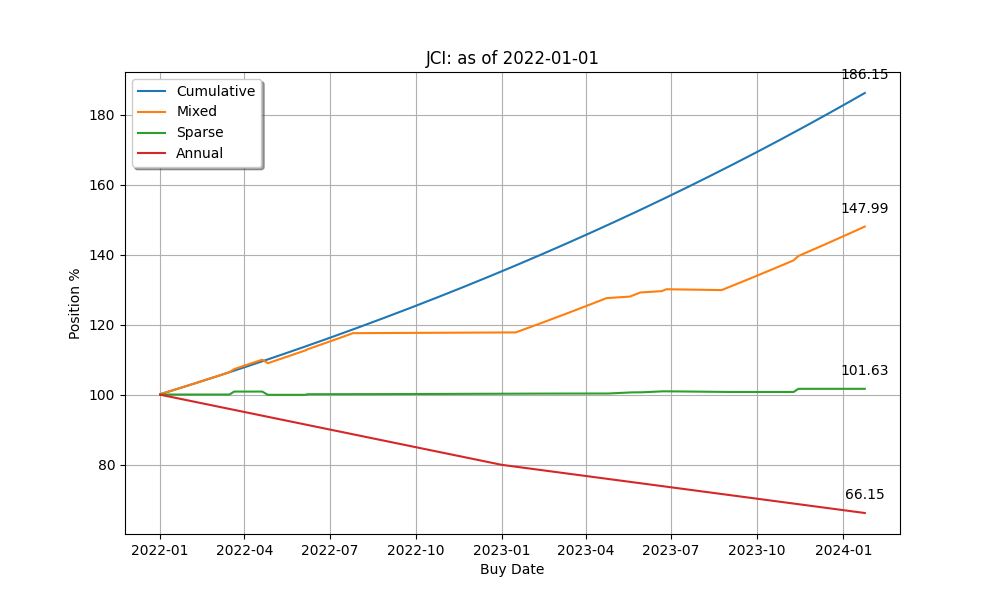 JCI: as of 2022-01-01
Cumulative
Mixed
Sparse
Annual
186.15
147.99
101.63
66.15
Position %
180
160
140
120
100
80
2022-01
2022-04
2022-07
2022-10
2023-01
2023-04
2023-07
2023-10
2024-01
Buy Date